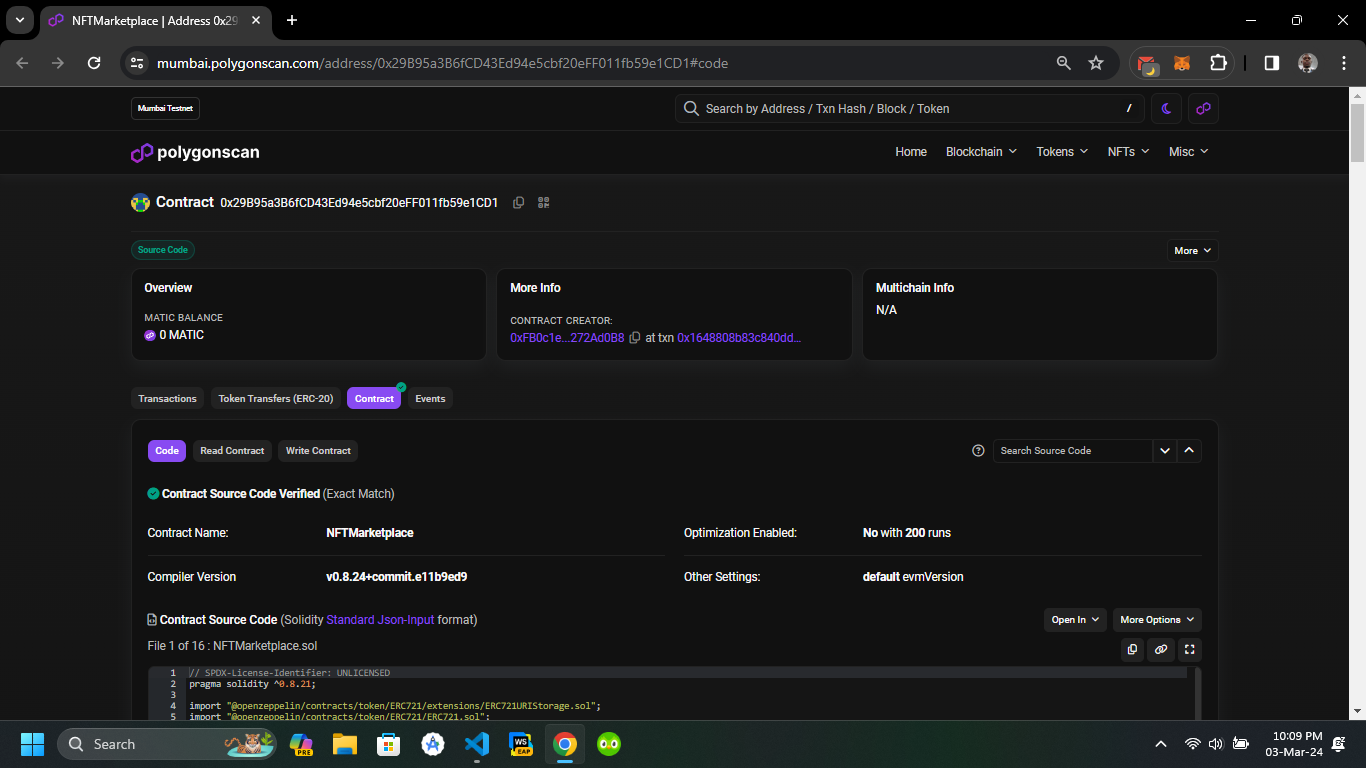 NFTMarketplace | Address 0x29
mumbai.polygonscan.com/address/0x29B95a3B6fCD43Ed94e5cbf20eFF011fb59e1CD1#code
Mumbai Testnet
Search by Address / Txn Hash / Block / Token
/
polygonscan
Home
Blockchain
Tokens
NFTs
Misc
Contract 0x29B95a3B6fCD43Ed94e5cbf20eFF011fb59e1CD1
Source Code
More
Overview
MATIC BALANCE
0 MATIC
More Info
CONTRACT CREATOR:
0xFB0c1e...272Ad0B8 at txn 0x1648808b83c840dd...
Multichain Info
N/A
Transactions
Token Transfers (ERC-20)
Contract
Events
Code
Read Contract
Write Contract
Search Source Code
Contract Source Code Verified (Exact Match)
Contract Name:
NFTMarketplace
Optimization Enabled:
No with 200 runs
Compiler Version
v0.8.24+commit.e11b9ed9
Other Settings:
default evmVersion
Contract Source Code (Solidity Standard Json-Input format)
Open In
More Options
File 1 of 16 : NFTMarketplace.sol
1 // SPDX-License-Identifier: UNLICENSED
2 pragma solidity ^0.8.21;
3
4 import "@openzeppelin/contracts/token/ERC721/extensions/ERC721URIStorage.sol";
5 import "@openzeppelin/contracts/token/ERC721/ERC721.sol";
Search
PRE
WS
EAP
10:09 PM
03-Mar-24